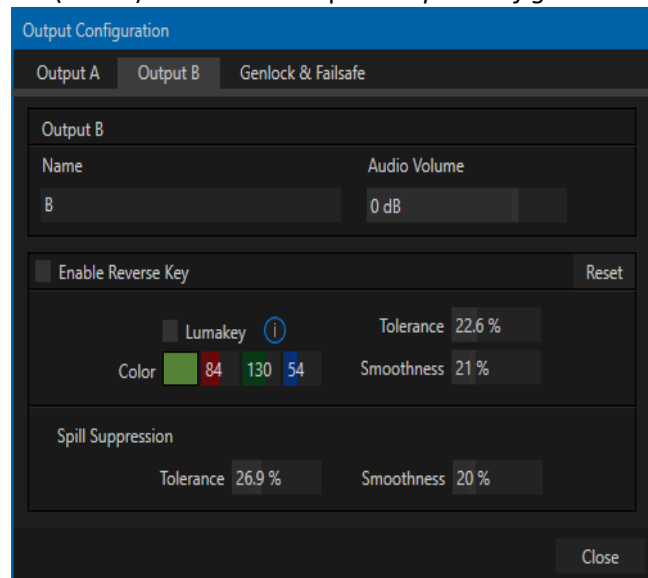 Output Configuration
Output A Output B Genlock & Failsafe
Output B
Name Audio Volume
B 0 dB
Enable Reverse Key Reset
Lumakey i Tolerance 22.6 %
Color 84 130 54 Smoothness 21 %
Spill Suppression
Tolerance 26.9 % Smoothness 20 %
Close